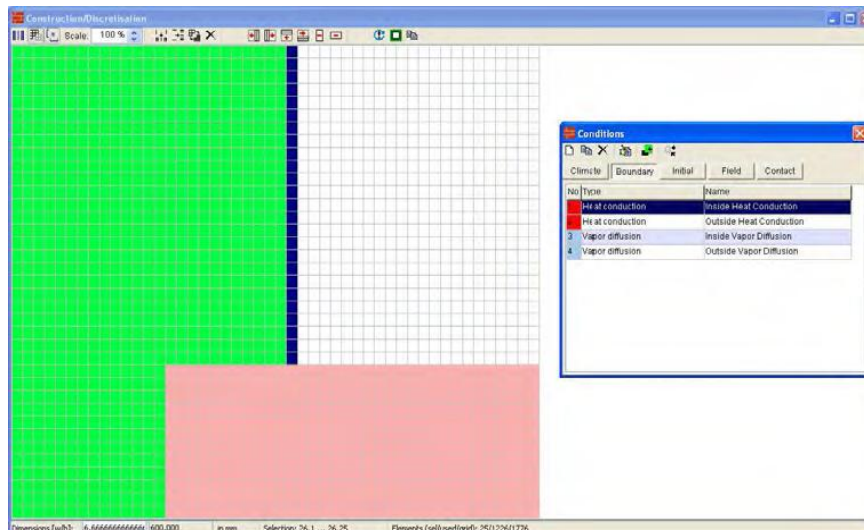 Construction/Discretisation
Scale: 100 %
Conditions
Climate Boundary Initial Field Contact
No Type Name
Heat conduction Inside Heat Conduction
Heat conduction Outside Heat Conduction
3 Vapor diffusion Inside Vapor Diffusion
4 Vapor diffusion Outside Vapor Diffusion
Dimensions [w/h]: 600.000 in mm Selection: 26.1 ... 26.25 Elements (sel/used/grid): 25/1226/1776